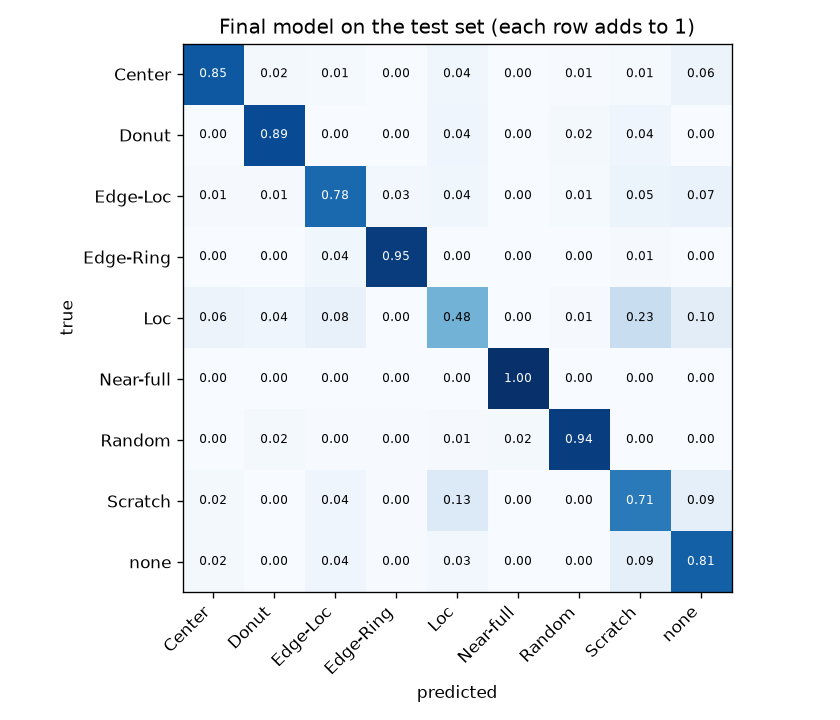 Final model on the test set (each row adds to 1)
Center 0.85 0.02 0.01 0.00 0.04 0.00 0.01 0.01 0.06
Donut 0.00 0.89 0.00 0.00 0.04 0.00 0.02 0.04 0.00
Edge-Loc 0.01 0.01 0.78 0.03 0.04 0.00 0.01 0.05 0.07
Edge-Ring 0.00 0.00 0.04 0.95 0.00 0.00 0.00 0.01 0.00
Loc 0.06 0.04 0.08 0.00 0.48 0.00 0.01 0.23 0.10
Near-full 0.00 0.00 0.00 0.00 0.00 1.00 0.00 0.00 0.00
Random 0.00 0.02 0.00 0.00 0.01 0.02 0.94 0.00 0.00
Scratch 0.02 0.00 0.04 0.00 0.13 0.00 0.00 0.71 0.09
none 0.02 0.00 0.04 0.00 0.03 0.00 0.00 0.09 0.81
true
Center Donut Edge-Loc Edge-Ring Loc Near-full Random Scratch none
predicted